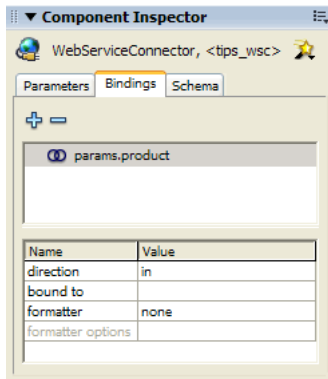 Component Inspector
WebServiceConnector, <tips_wsc>
Parameters Bindings Schema
params.product
Name Value
direction in
bound to
formatter none
formatter options